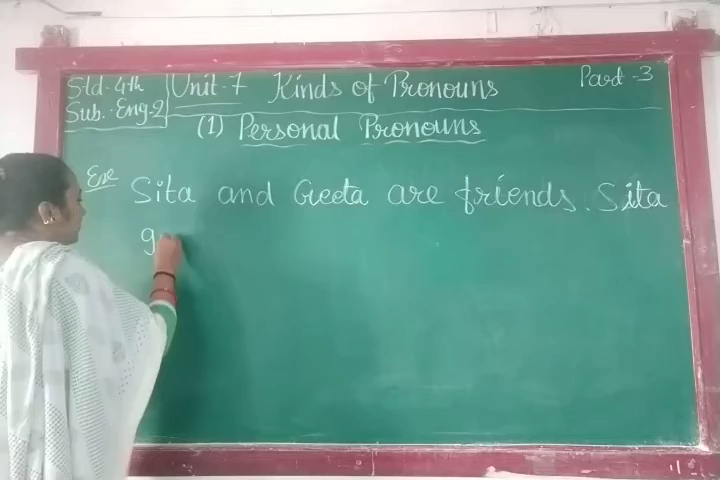 Std. 4th Unit. 7 Kinds of Pronouns Part - 3
Sub. Eng-2
(1) Personal Pronouns
Exe Sita and Geeta are friends. Sita
g